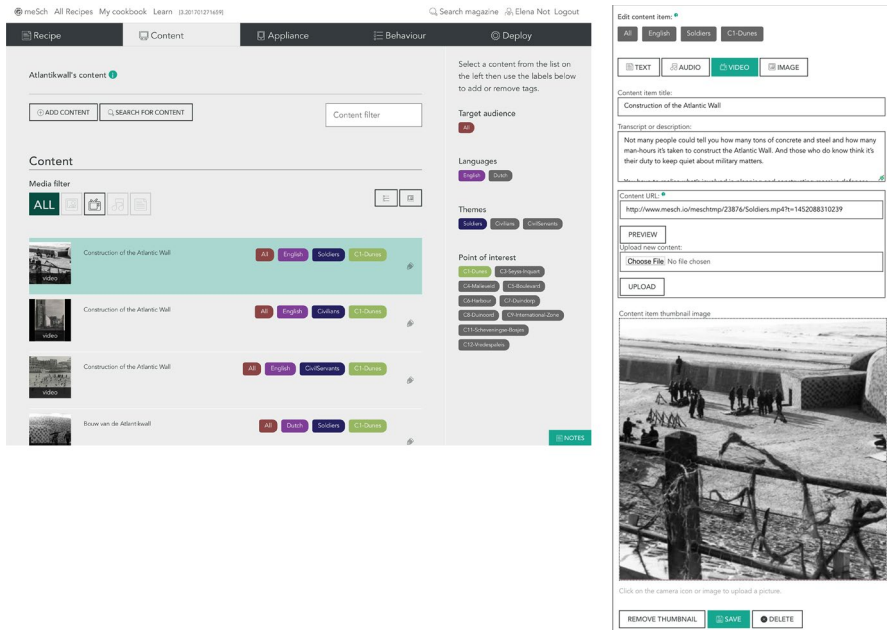 meSch All Recipes My cookbook Learn (3.201701271659)
Search magazine Elena Not Logout
Recipe
Content
Appliance
Behaviour
Deploy
Atlantikwall's content
ADD CONTENT
SEARCH FOR CONTENT
Content filter
Content
Media filter
ALL
Construction of the Atlantic Wall
All English Soldiers C1-Dunes
video
Construction of the Atlantic Wall
All English Civilians C1-Dunes
video
Construction of the Atlantic Wall
All English CivilServants C1-Dunes
video
Bouw van de Atlantikwall
All Dutch Soldiers C1-Dunes
Select a content from the list on
the left then use the labels below
to add or remove tags.
Target audience
All
Languages
English Dutch
Themes
Soldiers Civilians CivilServants
Point of interest
C1-Dunes C3-Seyss-Inquart
C4-Malieveld C5-Boulevard
C6-Harbour C7-Duindorp
C8-Duinoord C9-International-Zone
C11-Scheveningse-Bosjes
NOTES
Edit content item:
All English Soldiers C1-Dunes
TEXT AUDIO VIDEO IMAGE
Content item title:
Construction of the Atlantic Wall
Transcript or description:
Not many people could tell you how many tons of concrete and steel and how many
man-hours it's taken to construct the Atlantic Wall. And those who do know think it's
their duty to keep quiet about military matters.
Content URL:
http://www.mesch.io/meschtmp/23876/Soldiers.mp4?t=1452088310239
PREVIEW
Upload new content:
Choose File No file chosen
UPLOAD
Content item thumbnail image
Click on the camera icon or image to upload a picture.
REMOVE THUMBNAIL SAVE DELETE